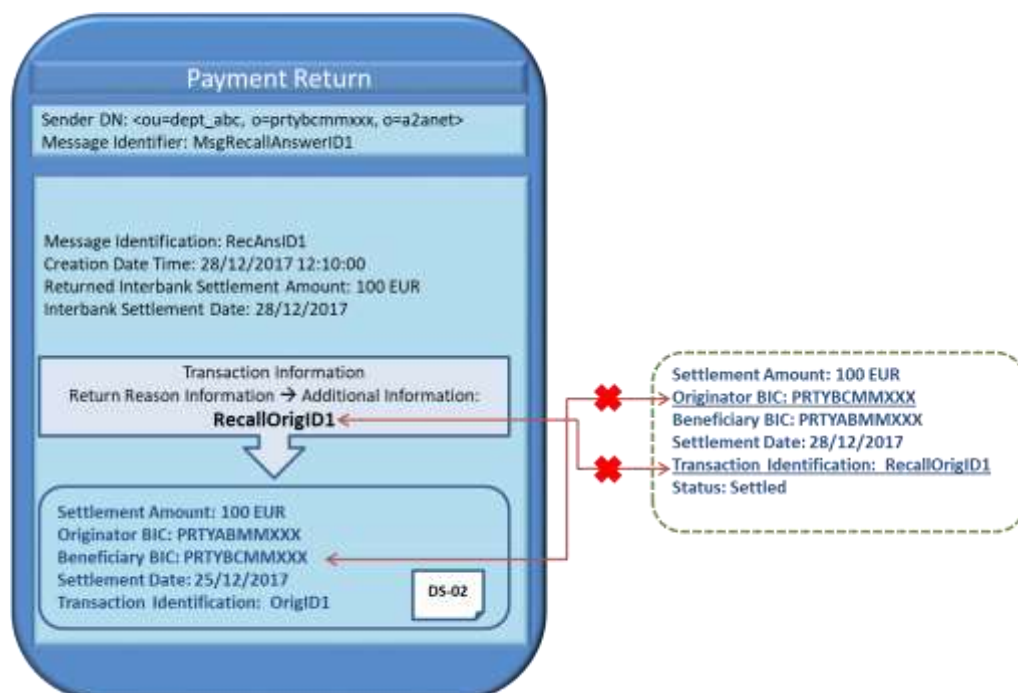 Payment Return
Sender DN: <ou=dept_abc, o=prtybcmmxxx, o=a2anet>
Message Identifier: MsgRecallAnswerID1
Message Identification: RecAnsID1
Creation Date Time: 28/12/2017 12:10:00
Returned Interbank Settlement Amount: 100 EUR
Interbank Settlement Date: 28/12/2017
Transaction Information
Return Reason Information → Additional Information:
RecallOrigID1
Settlement Amount: 100 EUR
Originator BIC: PRTYABMMXXX
Beneficiary BIC: PRTYBCMMXXX
Settlement Date: 25/12/2017
Transaction Identification: OrigID1
DS-02
Settlement Amount: 100 EUR
Originator BIC: PRTYBCMMXXX
Beneficiary BIC: PRTYABMMXXX
Settlement Date: 28/12/2017
Transaction Identification: RecallOrigID1
Status: Settled